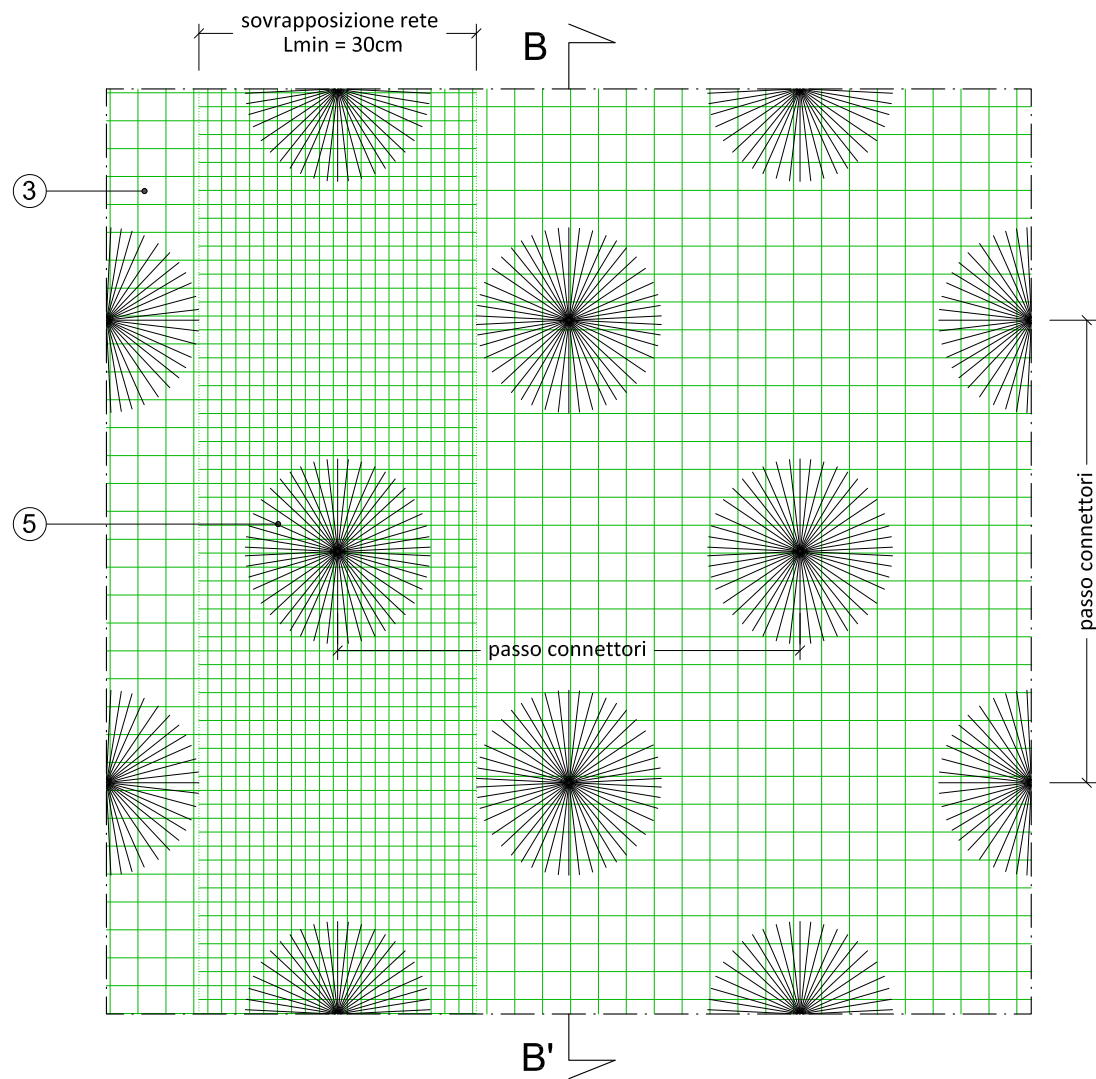 sovrapposizione rete
Lmin = 30cm
B
3
5
passo connettori
passo connettori
B'